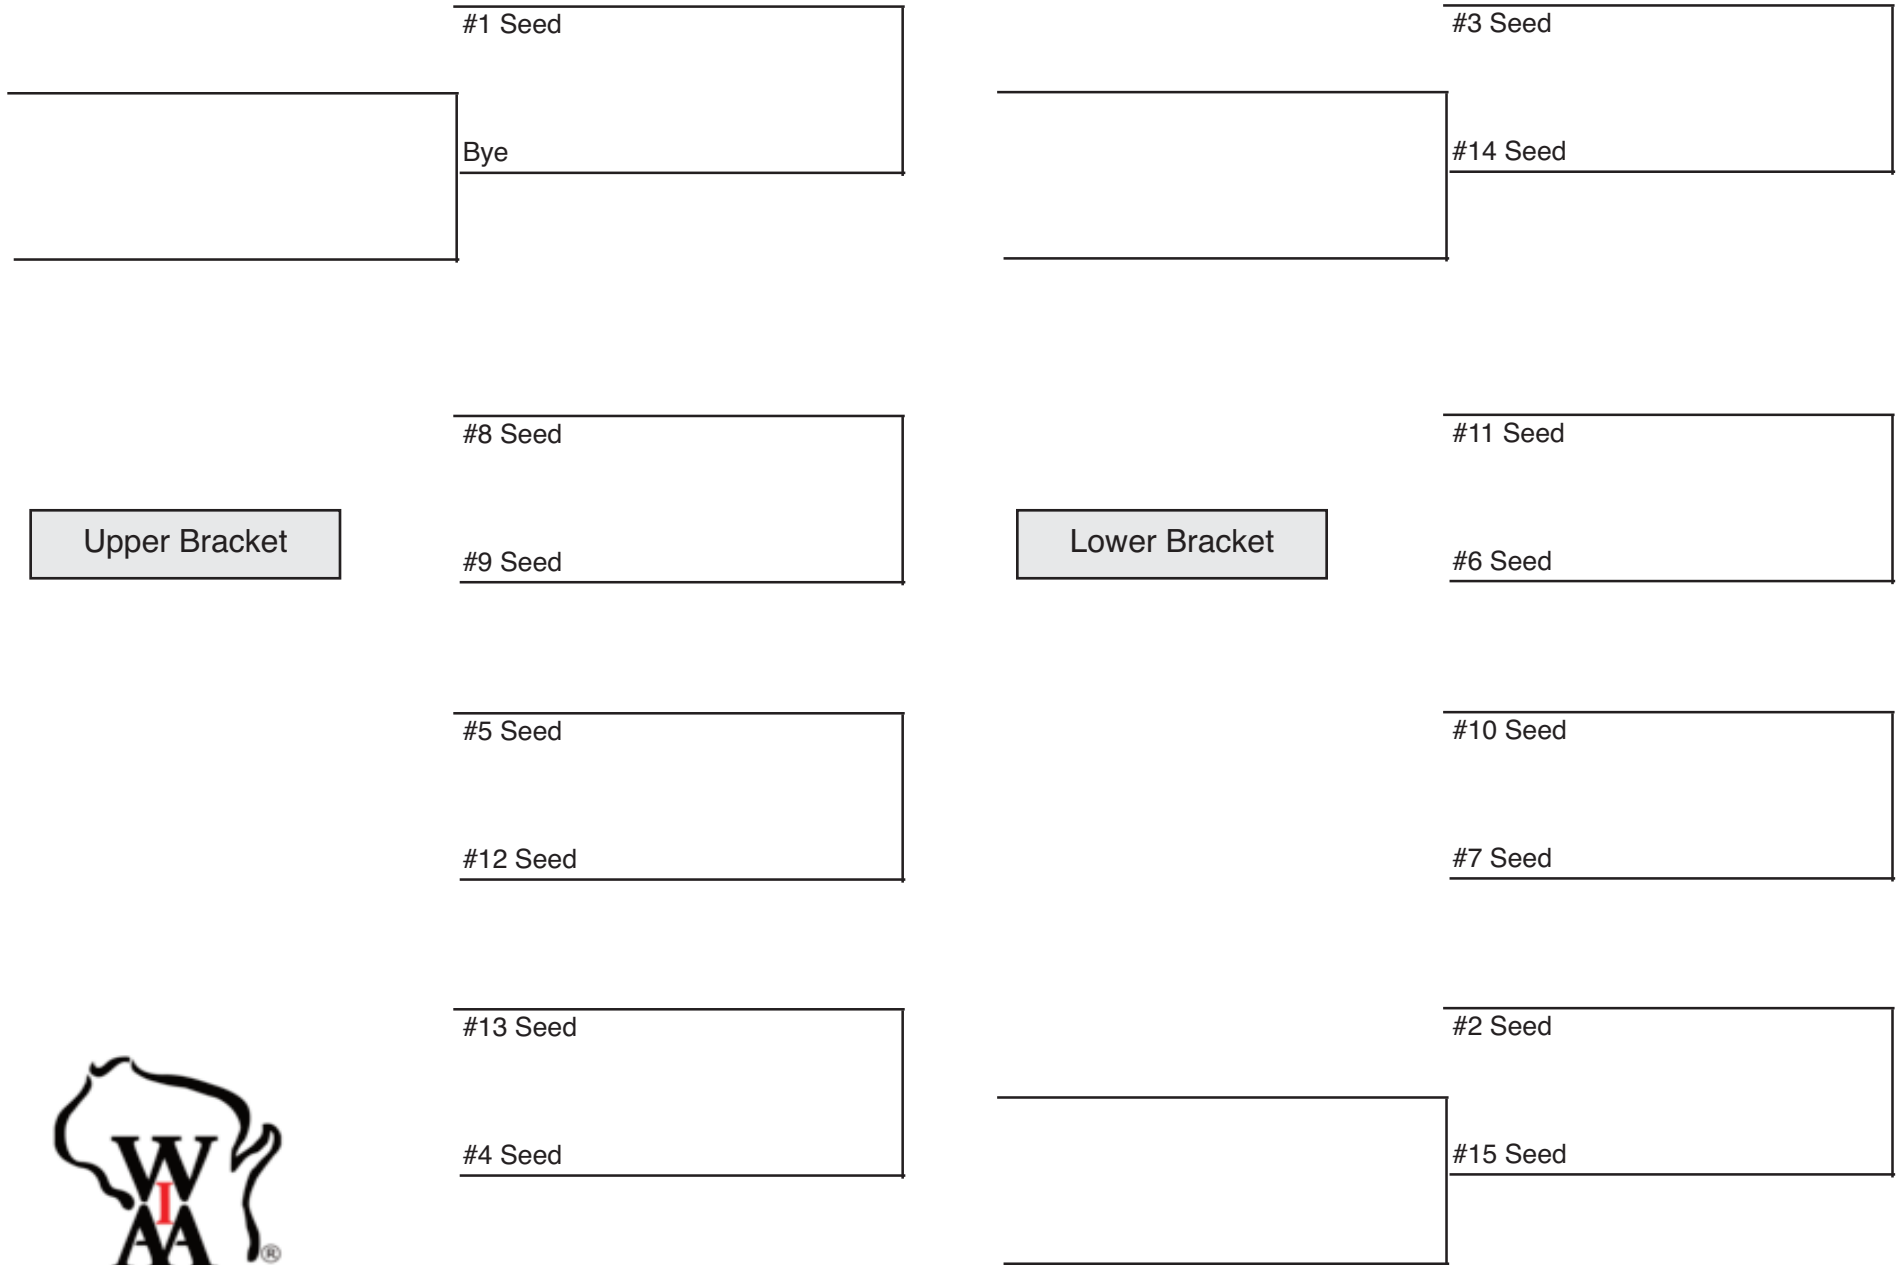 #1 Seed
Bye
#8 Seed
Upper Bracket
#9 Seed
#5 Seed
#12 Seed
#13 Seed
#4 Seed
W
I
AA
®
#3 Seed
#14 Seed
#11 Seed
Lower Bracket
#6 Seed
#10 Seed
#7 Seed
#2 Seed
#15 Seed